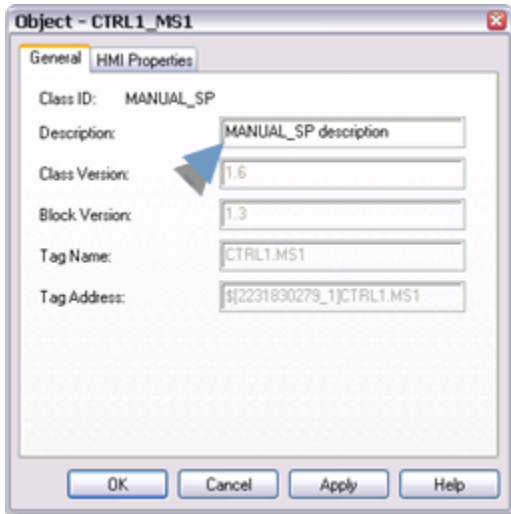 Object - CTRL1_MS1
General HMI Properties
Class ID: MANUAL_SP
Description: MANUAL_SP description
Class Version: 1.6
Block Version: 1.3
Tag Name: CTRL1.MS1
Tag Address: $[2231830279_1]CTRL1.MS1
OK Cancel Apply Help